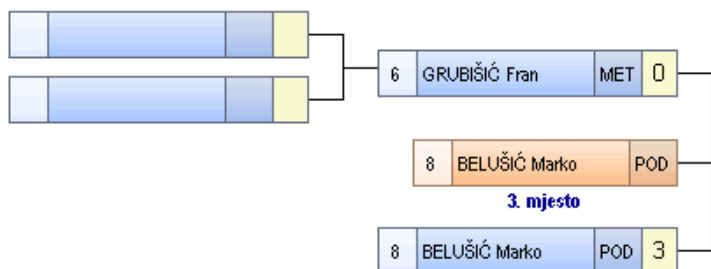 6 GRUBIŠIĆ Fran MET 0
8 BELUŠIĆ Marko POD
3. mjesto
8 BELUŠIĆ Marko POD 3